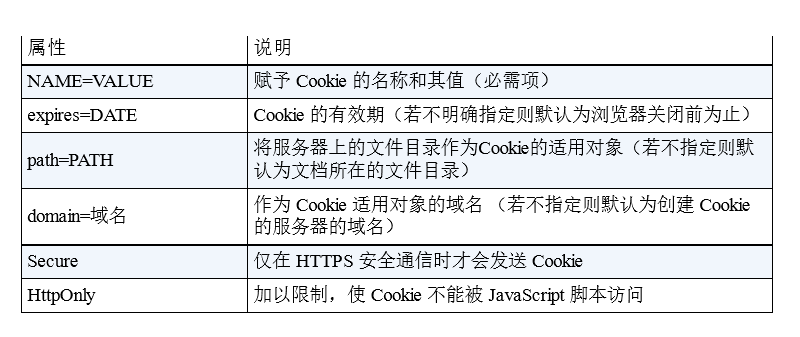 属性 说明
NAME=VALUE 赋予 Cookie 的名称和其值（必需项）
expires=DATE Cookie 的有效期（若不明确指定则默认为浏览器关闭前为止）
path=PATH 将服务器上的文件目录作为Cookie的适用对象（若不指定则默
认为文档所在的文件目录）
domain=域名 作为 Cookie 适用对象的域名 （若不指定则默认为创建 Cookie
的服务器的域名）
Secure 仅在 HTTPS 安全通信时才会发送 Cookie
HttpOnly 加以限制，使 Cookie 不能被 JavaScript 脚本访问